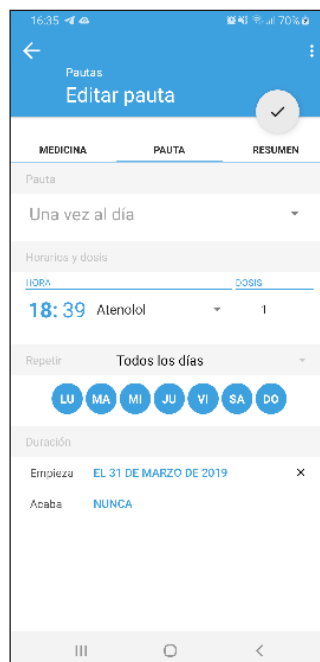 16:35 70%
Pautas
Editar pauta
MEDICINA PAUTA RESUMEN
Pauta
Una vez al día
Horarios y dosis
HORA DOSIS
18:39 Atenolol 1
Repetir Todos los días
LU MA MI JU VI SA DO
Duración
Empieza EL 31 DE MARZO DE 2019
Acaba NUNCA